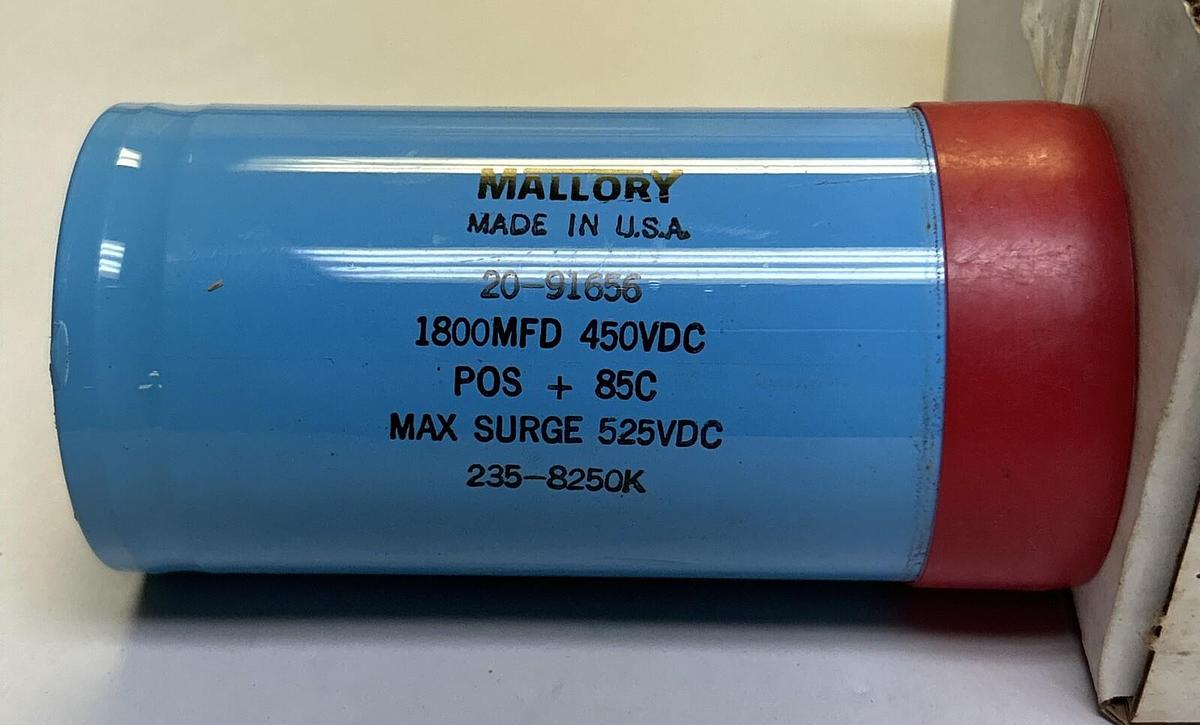 MALLORY
MADE IN U.S.A.
20-91656
1800MFD 450VDC
POS + 85C
MAX SURGE 525VDC
235-8250K